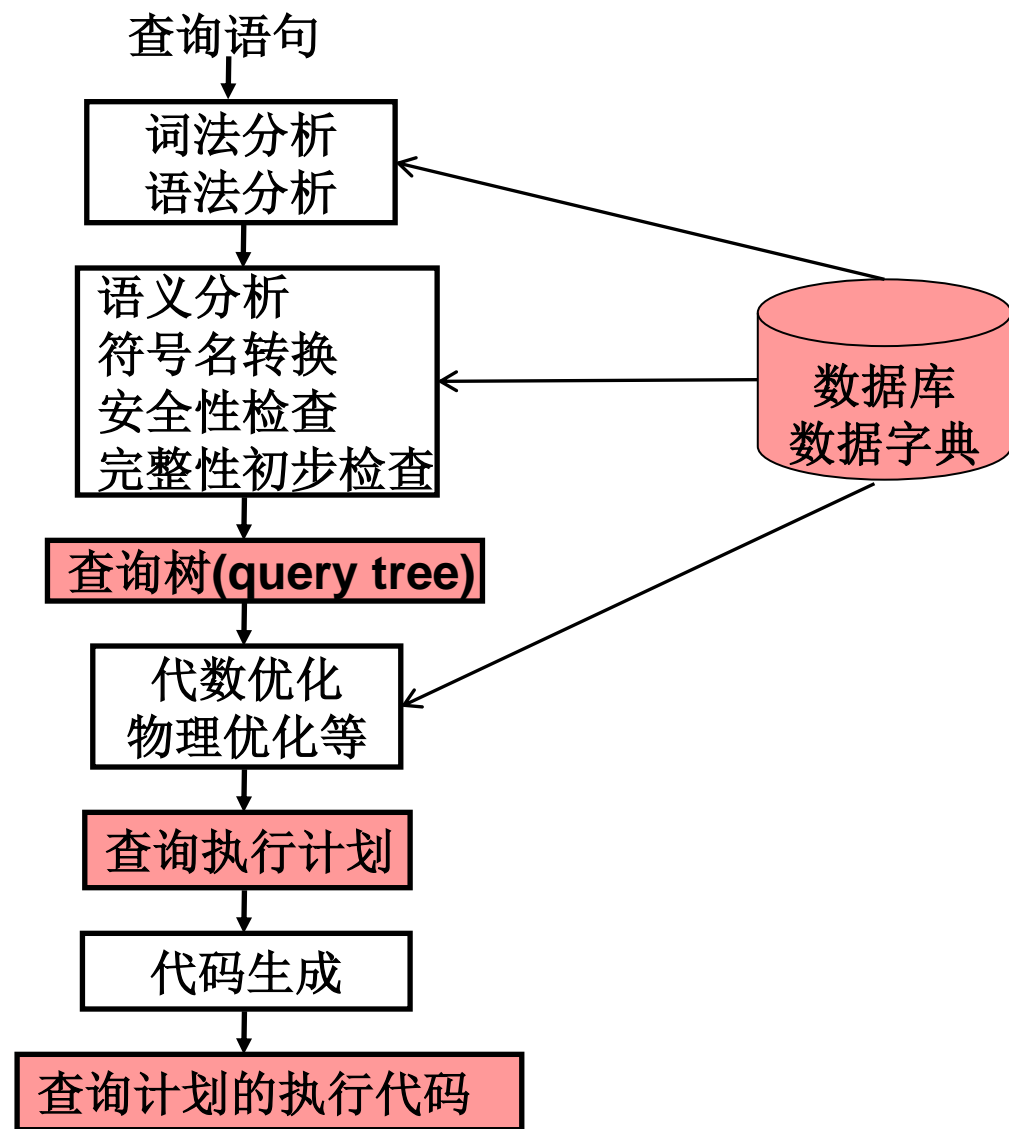 查询语句
词法分析
语法分析
语义分析
符号名转换
安全性检查
完整性初步检查
数据库
数据字典
查询树(query tree)
代数优化
物理优化等
查询执行计划
代码生成
查询计划的执行代码